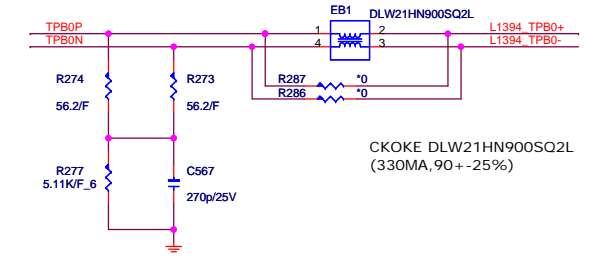 EB1
DLW21HN900SQ2L
TPB0P
1
2
L1394_TPB0+
TPB0N
4
3
L1394_TPB0-
R274
R273
R287
*0
R286
*0
56.2/F
56.2/F
CKOKE DLW21HN900SQ2L
(330MA,90+-25%)
R277
5.11K/F_6
C567
270p/25V